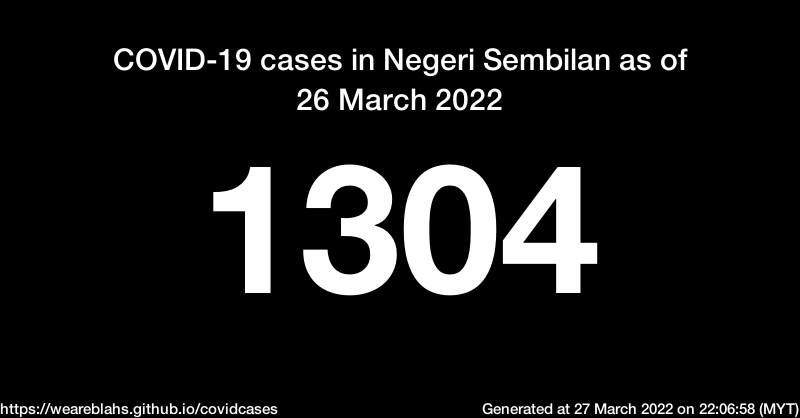 COVID-19 cases in Negeri Sembilan as of
26 March 2022
1304
https://weareblahs.github.io/covidcases
Generated at 27 March 2022 on 22:06:58 (MYT)